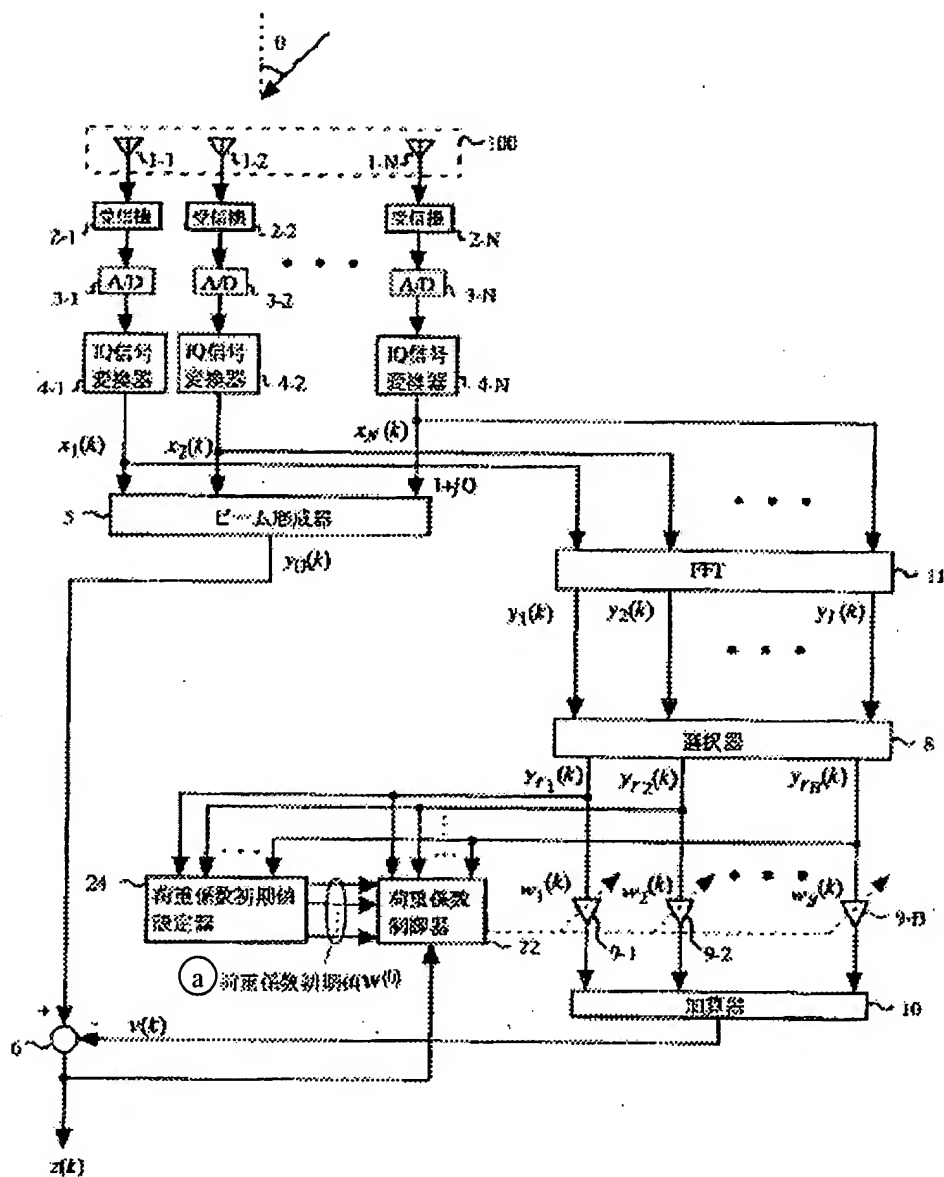 θ
100
1-1
1-2
1-N
受信機
受信機
受信機
2-1
2-2
2-N
A/D
A/D
A/D
3-1
3-2
3-N
IQ信号
変換器
IQ信号
変換器
IQ信号
変換器
4-1
4-2
4-N
x1(k)
x2(k)
xN(k)
I+jQ
5
ビーム形成器
y0(k)
FFT
11
y1(k)
y2(k)
yI(k)
選択器
8
yr1(k)
yr2(k)
yrB(k)
24
荷重係数初期値
設定器
荷重係数
制御器
22
w1(k)
w2(k)
9-1
9-2
9-B
a 荷重係数初期値W(0)
加算器
10
+
-
6
v(k)
z(k)